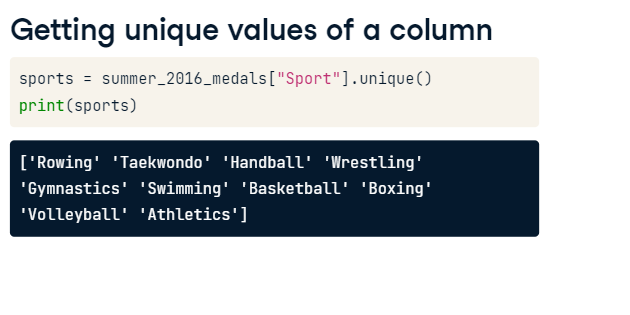 Getting unique values of a column
sports = summer_2016_medals["Sport"].unique()
print(sports)
['Rowing' 'Taekwondo' 'Handball' 'Wrestling'
'Gymnastics' 'Swimming' 'Basketball' 'Boxing'
'Volleyball' 'Athletics']